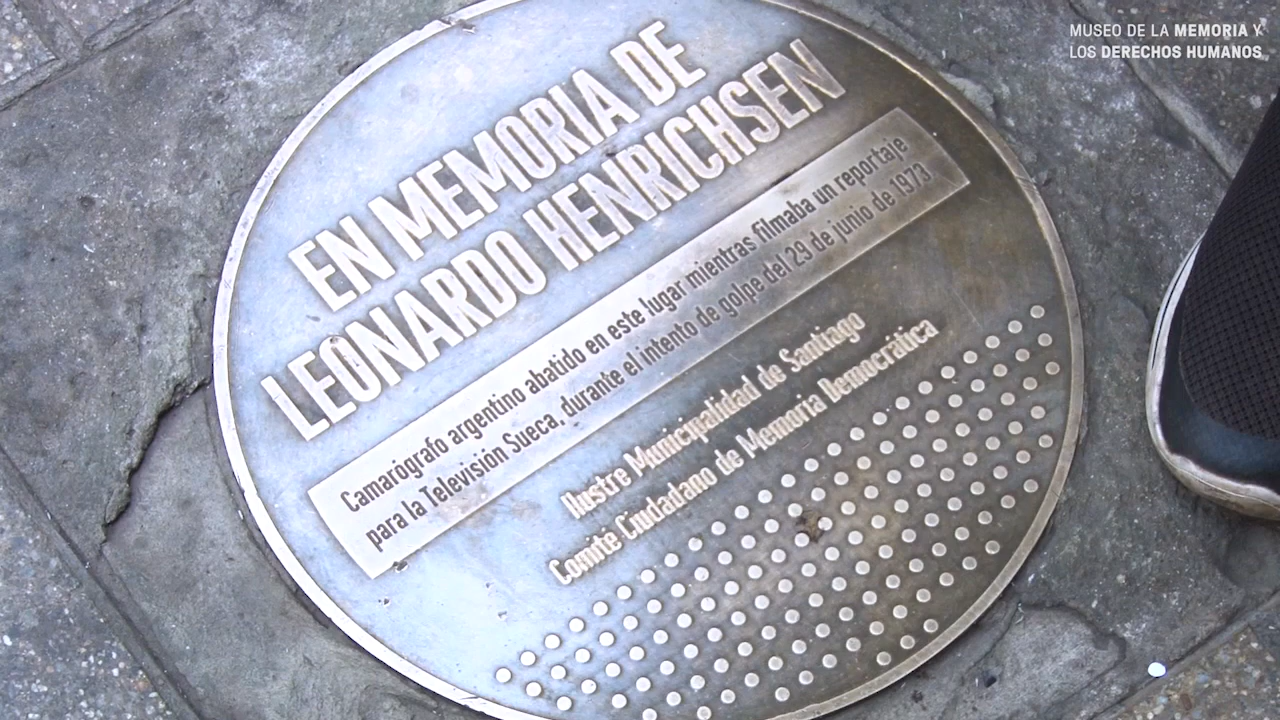 MUSEO DE LA MEMORIA Y
LOS DERECHOS HUMANOS
EN MEMORIA DE
LEONARDO HENRICHSEN
Camarógrafo argentino abatido en este lugar mientras filmaba un reportaje
para la Televisión Sueca, durante el intento de golpe del 29 de junio de 1973
Ilustre Municipalidad de Santiago
Comité Ciudadano de Memoria Democrática